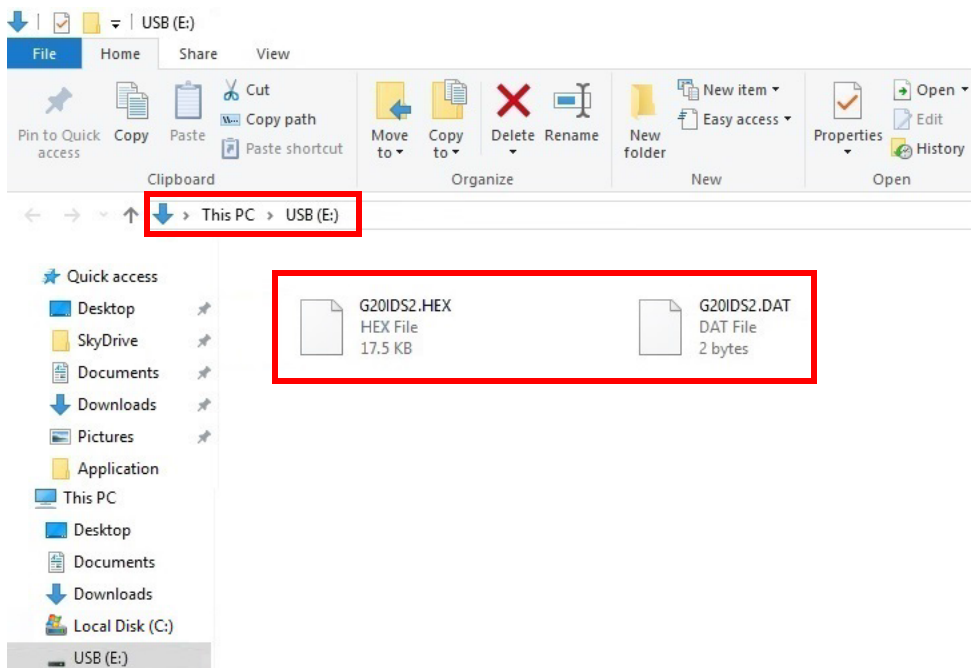 USB (E:)
File Home Share View
Pin to Quick access
Copy
Paste
Cut
Copy path
Paste shortcut
Clipboard
Move to
Copy to
Delete
Rename
Organize
New folder
New item
Easy access
New
Properties
Open
Edit
History
Open
This PC > USB (E:)
Quick access
Desktop
SkyDrive
Documents
Downloads
Pictures
Application
This PC
Desktop
Documents
Downloads
Local Disk (C:)
USB (E:)
G20IDS2.HEX
HEX File
17.5 KB
G20IDS2.DAT
DAT File
2 bytes